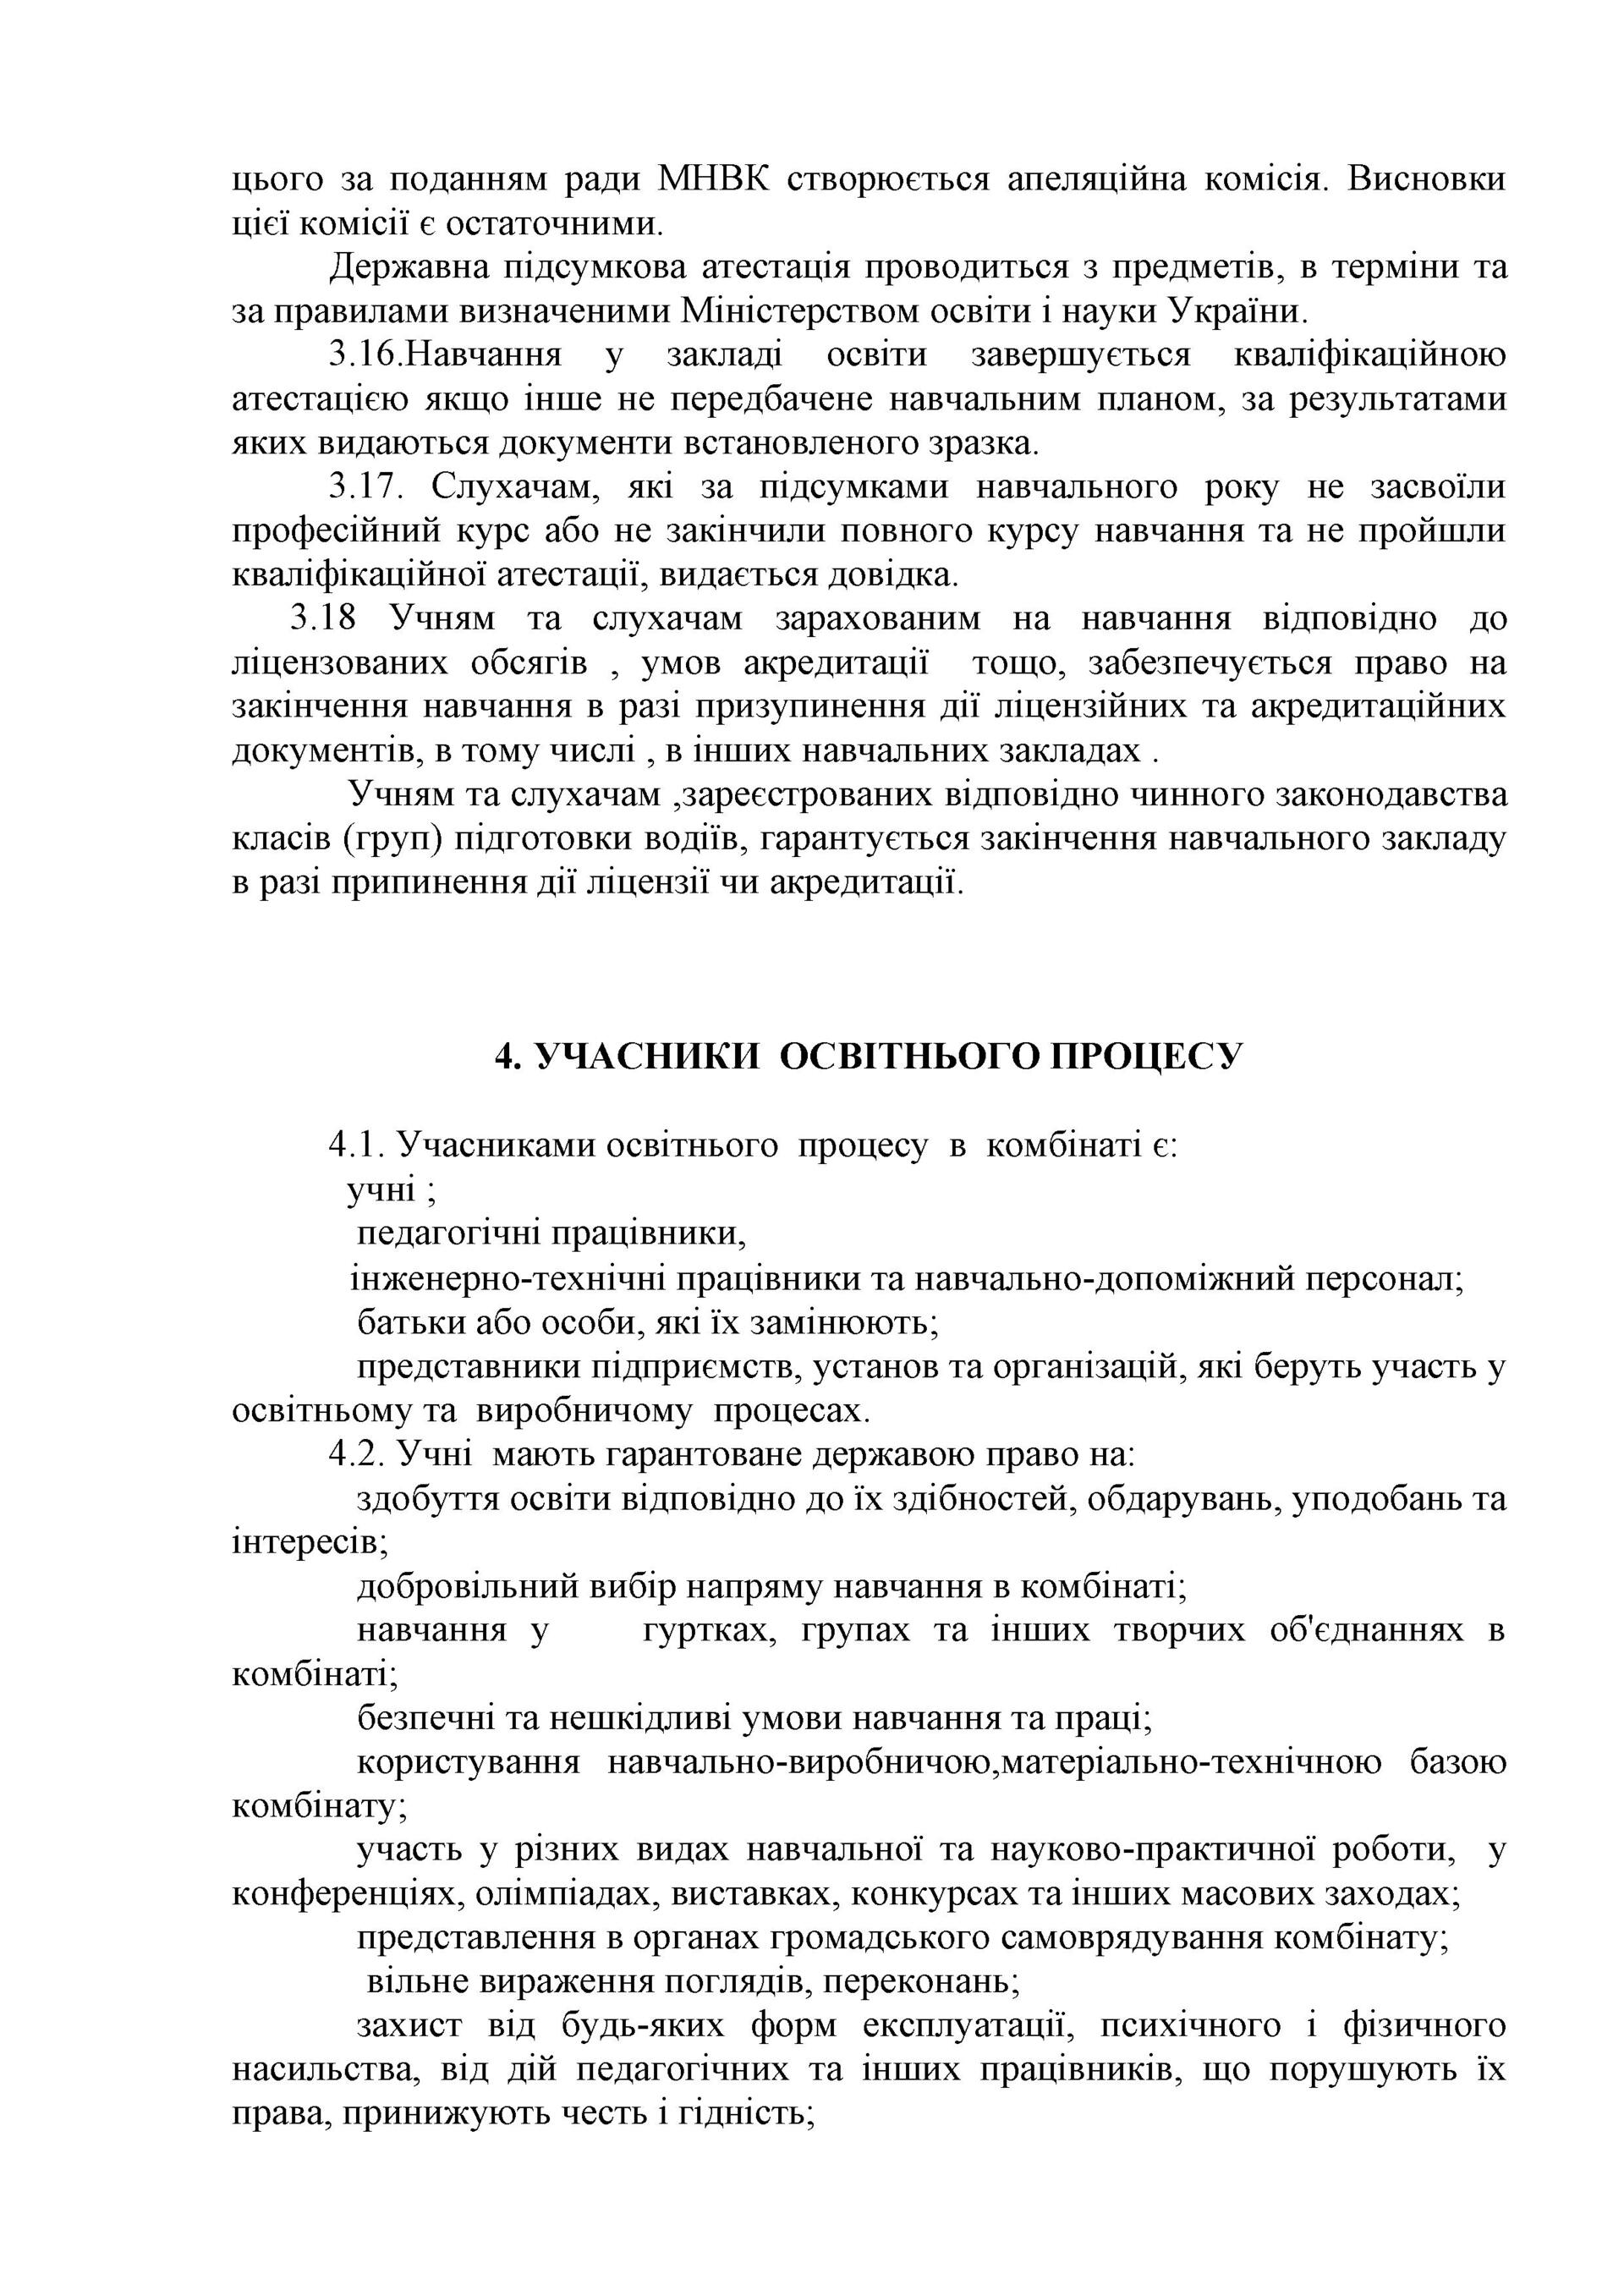 цього за поданням ради МНВК створюється апеляційна комісія. Висновки
цієї комісії є остаточними.
Державна підсумкова атестація проводиться з предметів, в терміни та
за правилами визначеними Міністерством освіти і науки України.
3.16.Навчання у закладі освіти завершується кваліфікаційною
атестацією якщо інше не передбачене навчальним планом, за результатами
яких видаються документи встановленого зразка.
3.17. Слухачам, які за підсумками навчального року не засвоїли
професійний курс або не закінчили повного курсу навчання та не пройшли
кваліфікаційної атестації, видається довідка.
3.18 Учням та слухачам зарахованим на навчання відповідно до
ліцензованих обсягів , умов акредитації тощо, забезпечується право на
закінчення навчання в разі призупинення дії ліцензійних та акредитаційних
документів, в тому числі , в інших навчальних закладах .
Учням та слухачам ,зареєстрованих відповідно чинного законодавства
класів (груп) підготовки водіїв, гарантується закінчення навчального закладу
в разі припинення дії ліцензії чи акредитації.
4. УЧАСНИКИ ОСВІТНЬОГО ПРОЦЕСУ
4.1. Учасниками освітнього процесу в комбінаті є:
учні ;
педагогічні працівники,
інженерно-технічні працівники та навчально-допоміжний персонал;
батьки або особи, які їх замінюють;
представники підприємств, установ та організацій, які беруть участь у
освітньому та виробничому процесах.
4.2. Учні мають гарантоване державою право на:
здобуття освіти відповідно до їх здібностей, обдарувань, уподобань та
інтересів;
добровільний вибір напряму навчання в комбінаті;
навчання у гуртках, групах та інших творчих об'єднаннях в
комбінаті;
безпечні та нешкідливі умови навчання та праці;
користування навчально-виробничою,матеріально-технічною базою
комбінату;
участь у різних видах навчальної та науково-практичної роботи, у
конференціях, олімпіадах, виставках, конкурсах та інших масових заходах;
представлення в органах громадського самоврядування комбінату;
вільне вираження поглядів, переконань;
захист від будь-яких форм експлуатації, психічного і фізичного
насильства, від дій педагогічних та інших працівників, що порушують їх
права, принижують честь і гідність;